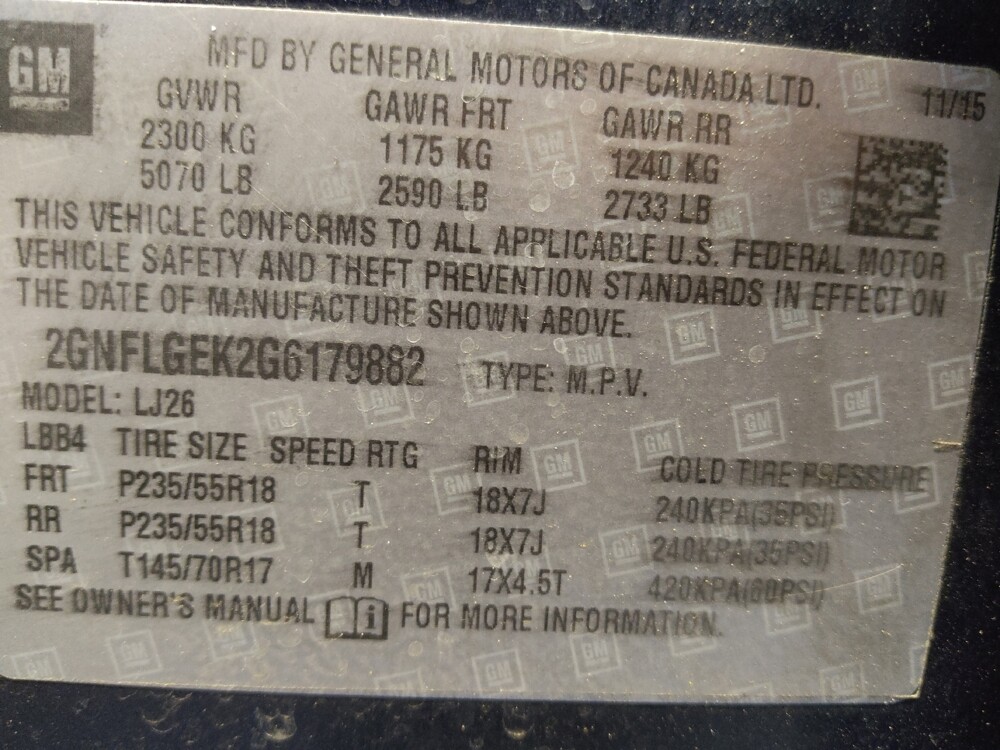 GM
MFD BY GENERAL MOTORS OF CANADA LTD. 11/15
GVWR GAWR FRT GAWR RR
2300 KG 1175 KG 1240 KG
5070 LB 2590 LB 2733 LB
THIS VEHICLE CONFORMS TO ALL APPLICABLE U.S. FEDERAL MOTOR
VEHICLE SAFETY AND THEFT PREVENTION STANDARDS IN EFFECT ON
THE DATE OF MANUFACTURE SHOWN ABOVE.
2GNFLGEK2G6179882 TYPE: M.P.V.
MODEL: LJ26
LBB4 TIRE SIZE SPEED RTG RIM COLD TIRE PRESSURE
FRT P235/55R18 T 18X7J 240KPA(35PSI)
RR P235/55R18 T 18X7J 240KPA(35PSI)
SPA T145/70R17 M 17X4.5T 420KPA(60PSI)
SEE OWNER'S MANUAL FOR MORE INFORMATION.